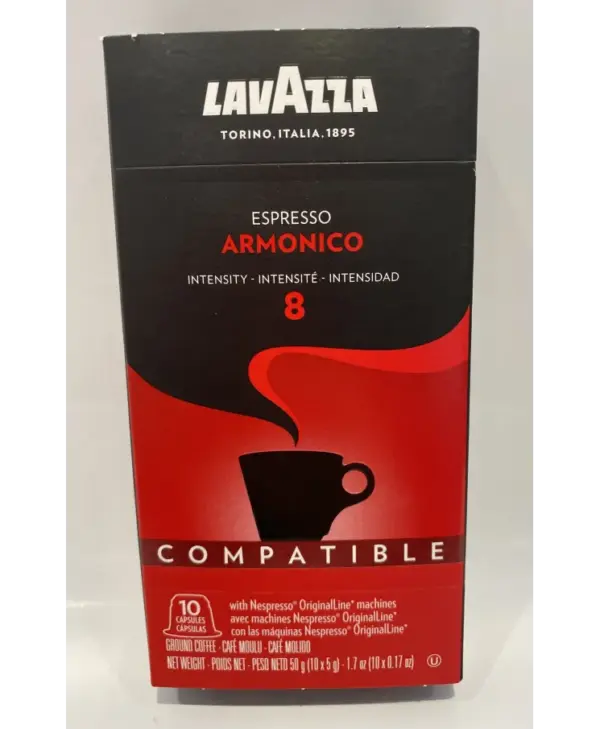 LAVAZZA
TORINO, ITALIA, 1895
ESPRESSO
ARMONICO
INTENSITY - INTENSITÉ - INTENSIDAD
8
COMPATIBLE
10
CAPSULES
CÁPSULAS
with Nespresso® OriginalLine® machines
avec machines Nespresso® OriginalLine®
con las máquinas Nespresso® OriginalLine®
GROUND COFFEE - CAFÉ MOULU - CAFÉ MOLIDO
NET WEIGHT - POIDS NET - PESO NETO 50 g (10 x 5 g) - 1.7 oz (10 x 0.17 oz)
U